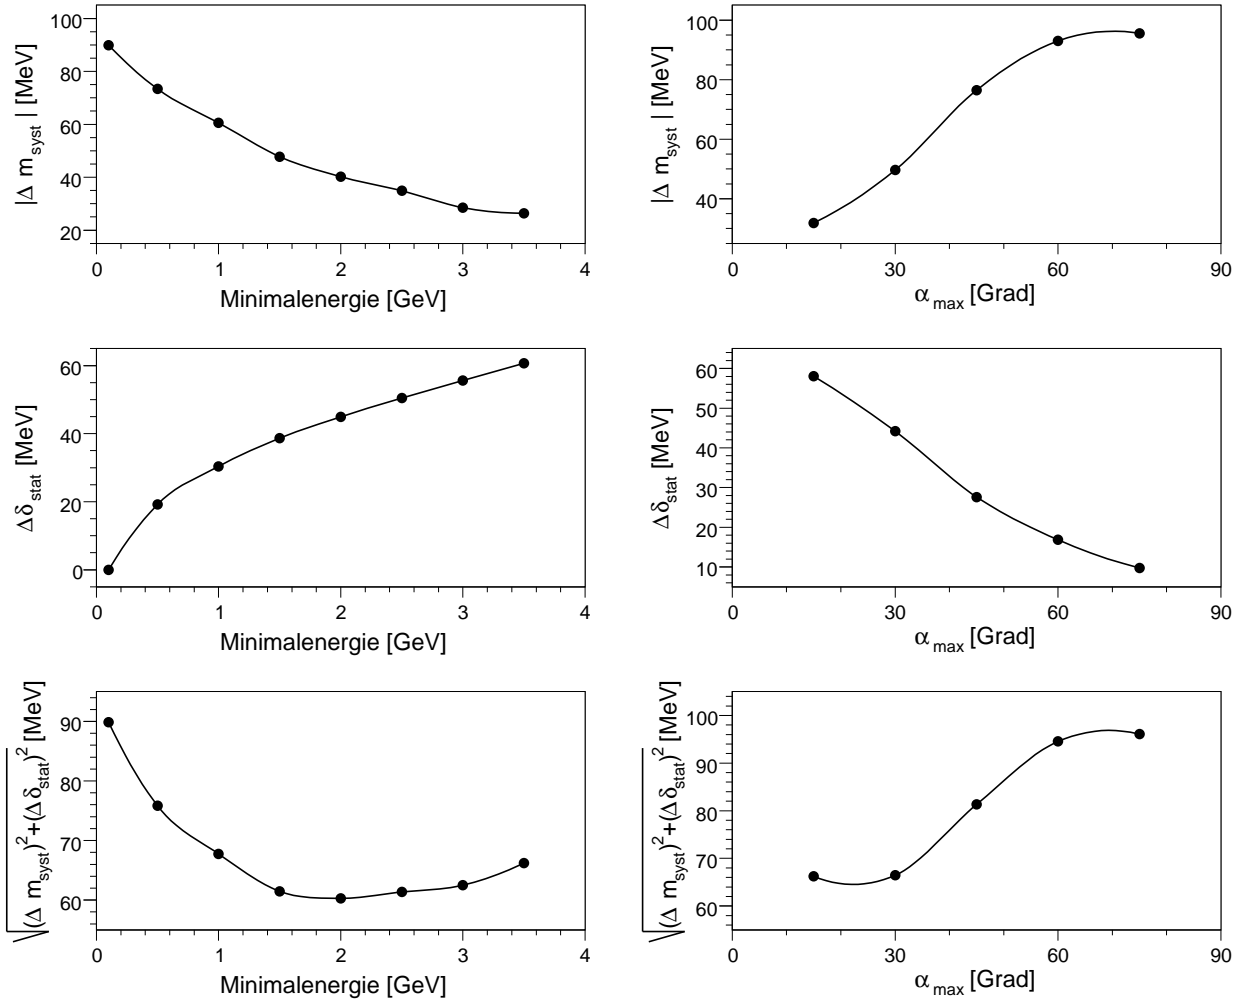 |Δ m_syst | [MeV]
100
80
60
40
20
0 1 2 3 4
Minimalenergie [GeV]
|Δ m_syst | [MeV]
100
80
60
40
0 30 60 90
α_max [Grad]
Δδ_stat [MeV]
60
40
20
0
0 1 2 3 4
Minimalenergie [GeV]
Δδ_stat [MeV]
60
50
40
30
20
10
0 30 60 90
α_max [Grad]
√(Δ m_syst)²+(Δδ_stat)² [MeV]
90
80
70
60
0 1 2 3 4
Minimalenergie [GeV]
√(Δ m_syst)²+(Δδ_stat)² [MeV]
100
90
80
70
60
0 30 60 90
α_max [Grad]